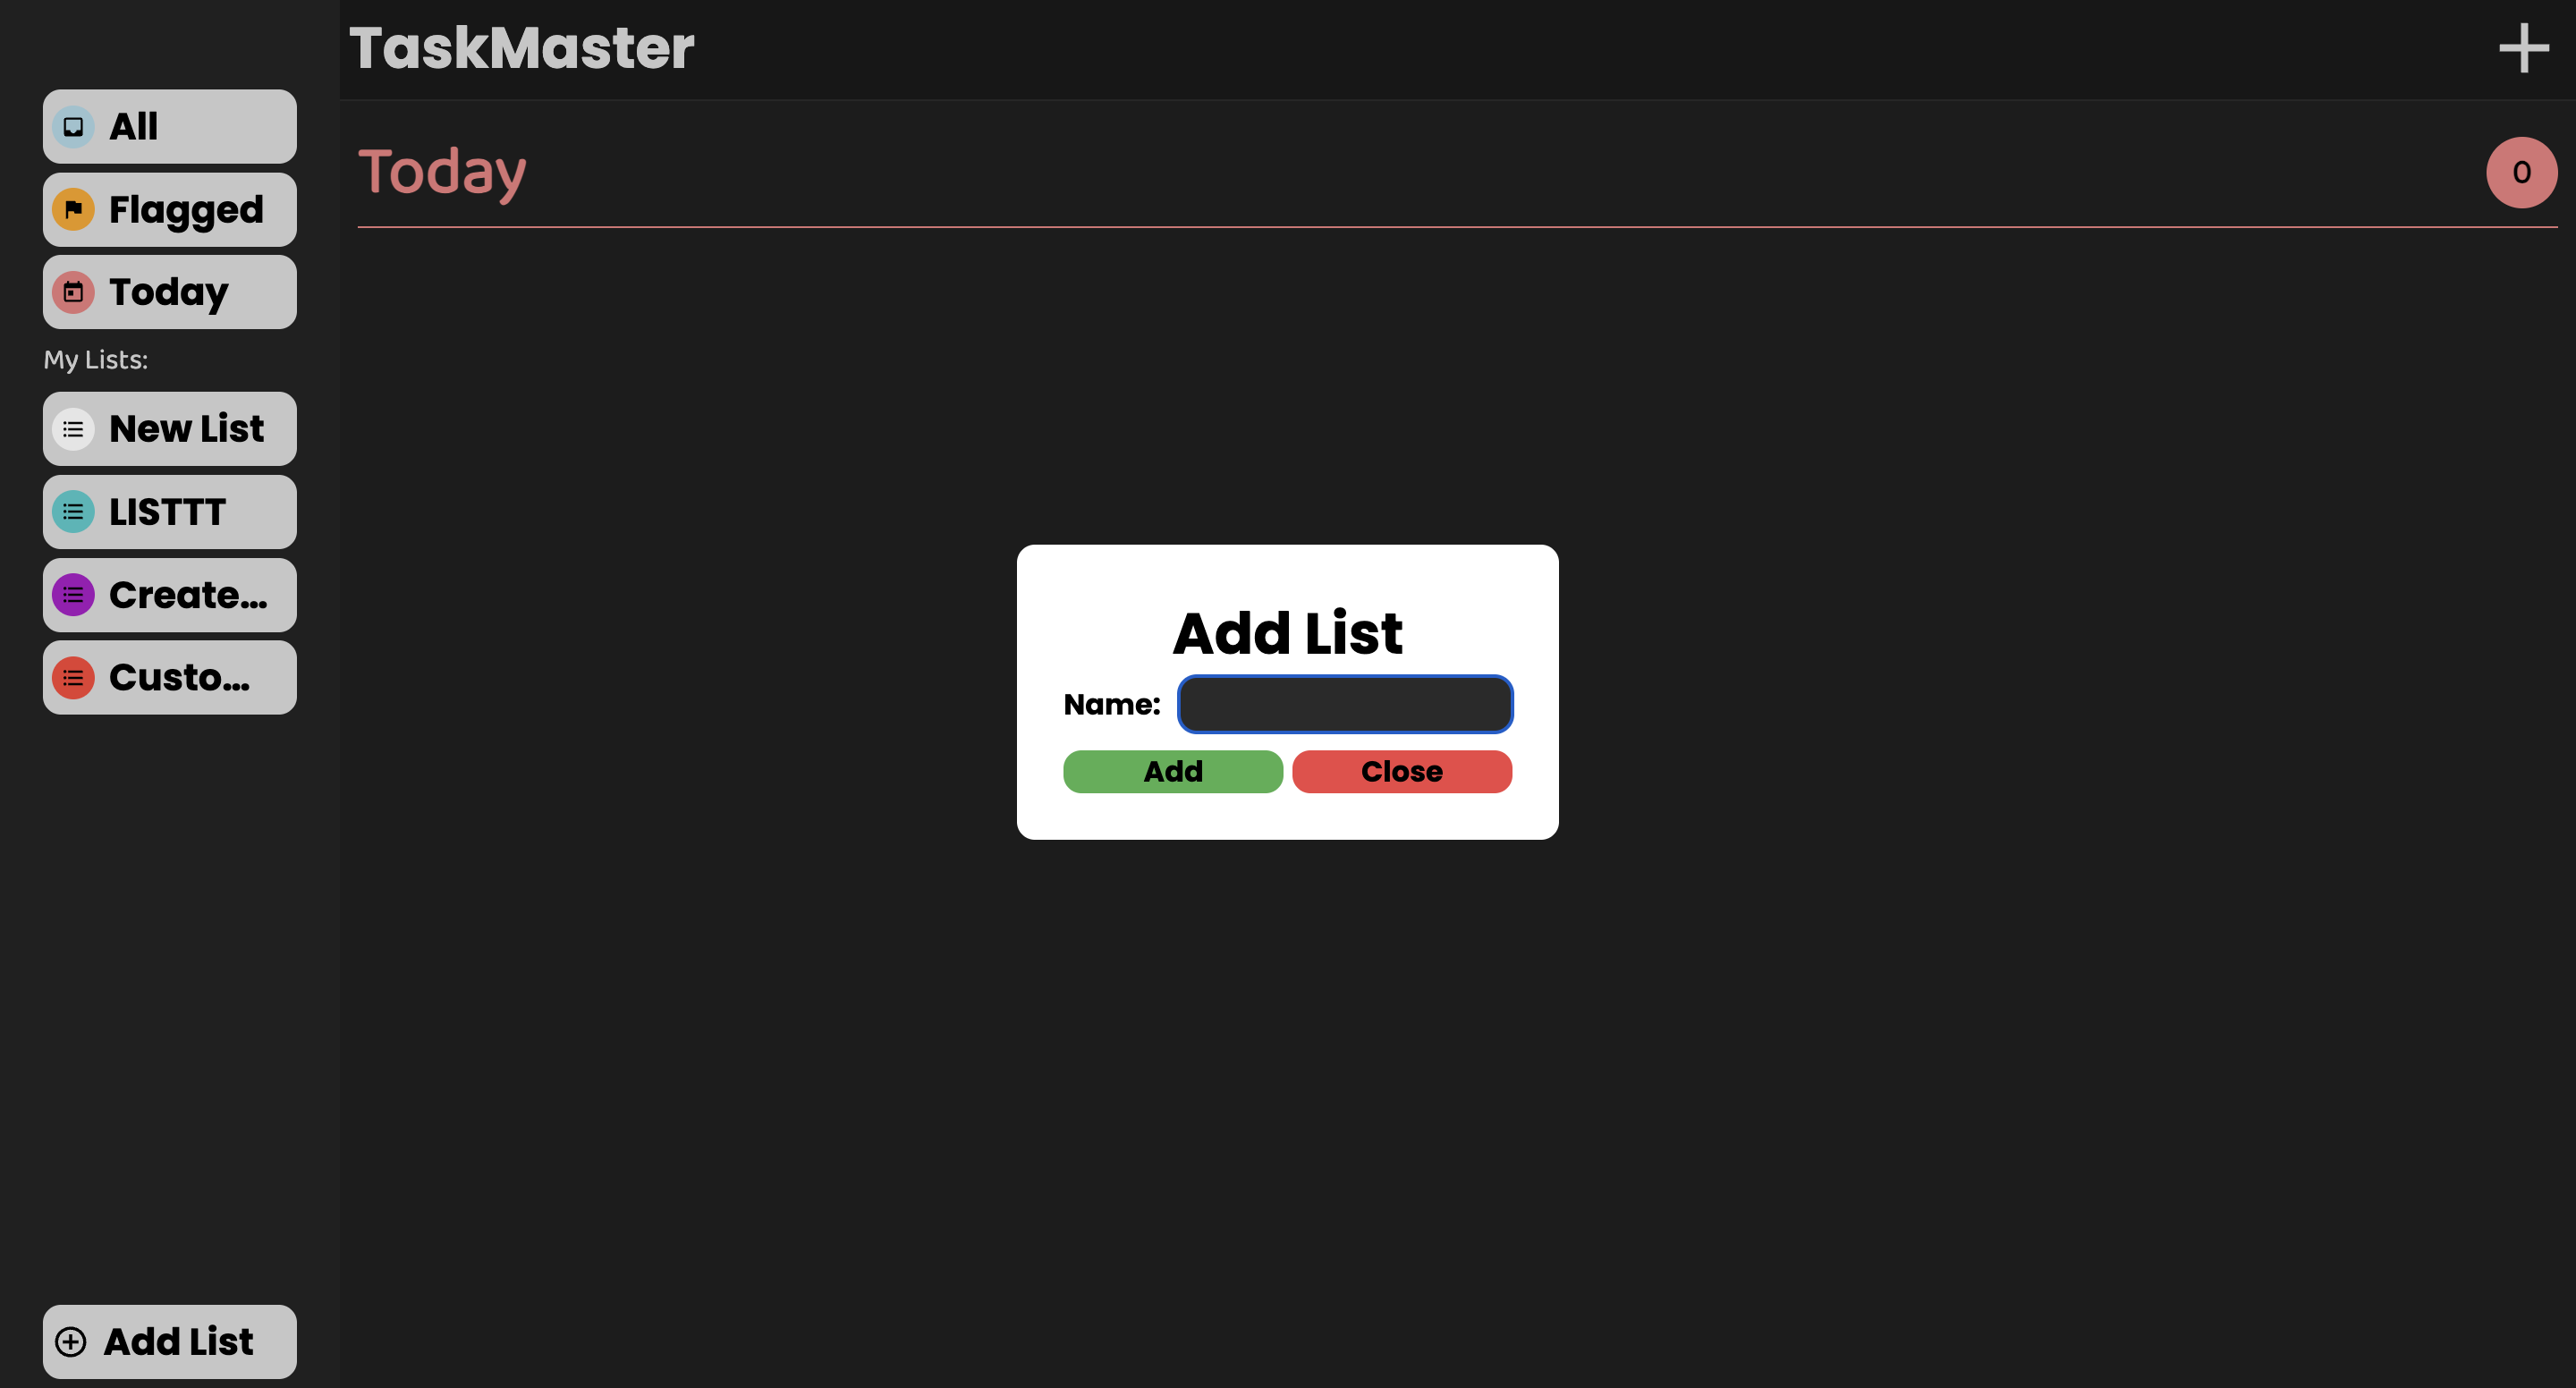 TaskMaster
All
Flagged
Today
My Lists:
New List
LISTTT
Create...
Custo...
Add List
Today
0
Add List
Name:
Add
Close